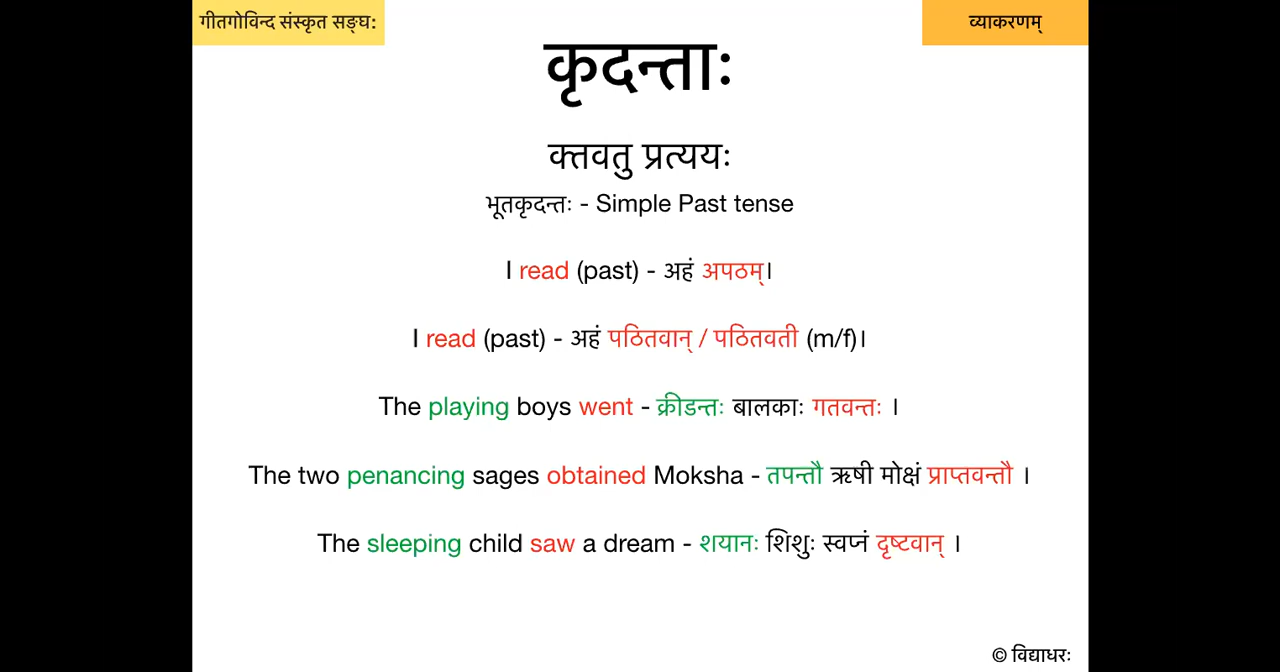 गीतगोविन्द संस्कृत सङ्घः
व्याकरणम्
कृदन्ताः
क्तवतु प्रत्ययः
भूतकृदन्तः - Simple Past tense
I read (past) - अहं अपठम्।
I read (past) - अहं पठितवान् / पठितवती (m/f)।
The playing boys went - क्रीडन्तः बालकाः गतवन्तः ।
The two penancing sages obtained Moksha - तपन्तौ ऋषी मोक्षं प्राप्तवन्तौ ।
The sleeping child saw a dream - शयानः शिशुः स्वप्नं दृष्टवान् ।
© विद्याधरः